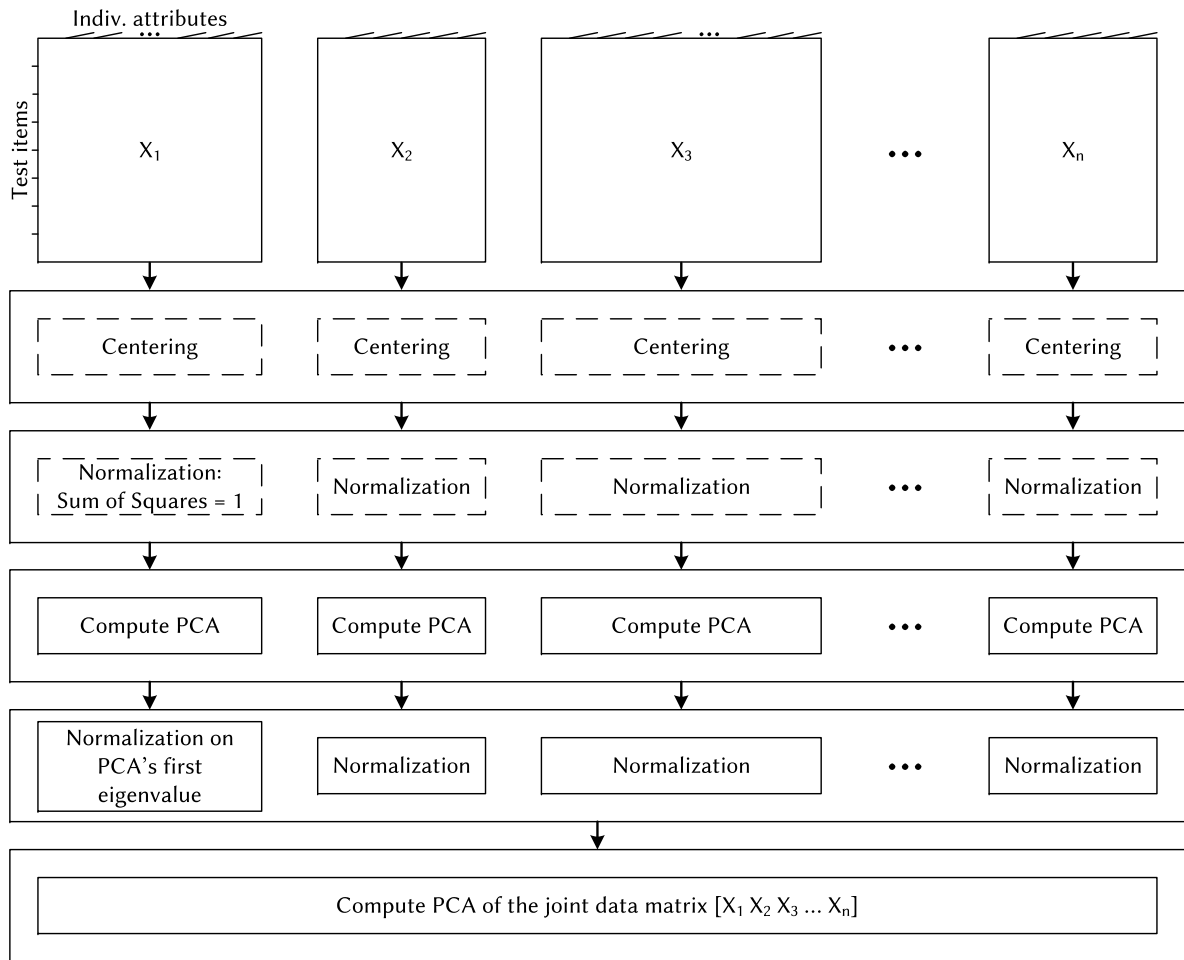 Indiv. attributes
...
...
Test items
X₁
X₂
X₃
...
Xₙ
Centering
Centering
Centering
...
Centering
Normalization:
Sum of Squares = 1
Normalization
Normalization
...
Normalization
Compute PCA
Compute PCA
Compute PCA
...
Compute PCA
Normalization on
PCA’s first
eigenvalue
Normalization
Normalization
...
Normalization
Compute PCA of the joint data matrix [X₁ X₂ X₃ ... Xₙ]